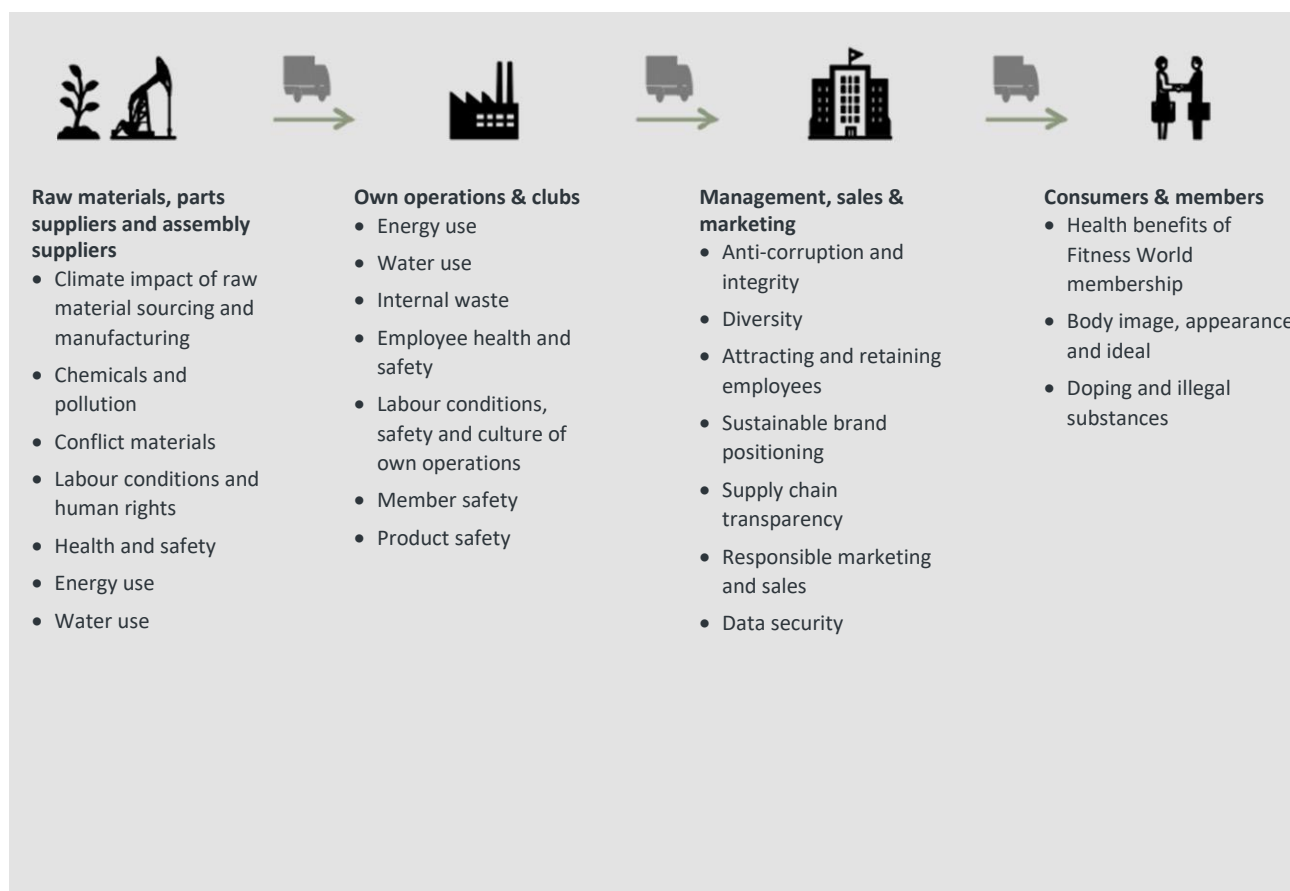 Raw materials, parts
suppliers and assembly
suppliers
• Climate impact of raw
material sourcing and
manufacturing
• Chemicals and
pollution
• Conflict materials
• Labour conditions and
human rights
• Health and safety
• Energy use
• Water use
Own operations & clubs
• Energy use
• Water use
• Internal waste
• Employee health and
safety
• Labour conditions,
safety and culture of
own operations
• Member safety
• Product safety
Management, sales &
marketing
• Anti-corruption and
integrity
• Diversity
• Attracting and retaining
employees
• Sustainable brand
positioning
• Supply chain
transparency
• Responsible marketing
and sales
• Data security
Consumers & members
• Health benefits of
Fitness World
membership
• Body image, appearance
and ideal
• Doping and illegal
substances